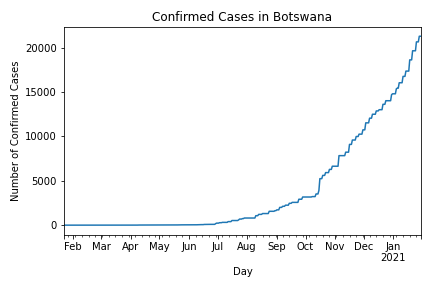 Confirmed Cases in Botswana
Number of Confirmed Cases
20000
15000
10000
5000
0
Feb Mar Apr May Jun Jul Aug Sep Oct Nov Dec Jan
2021
Day